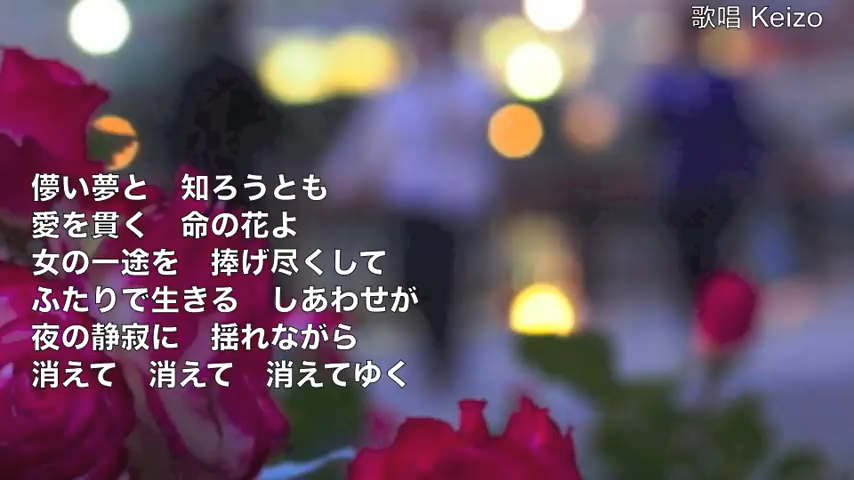 歌唱 Keizo
儚い夢と　知ろうとも
愛を貫く　命の花よ
女の一途を　捧げ尽くして
ふたりで生きる　しあわせが
夜の静寂に　揺れながら
消えて　消えて　消えてゆく